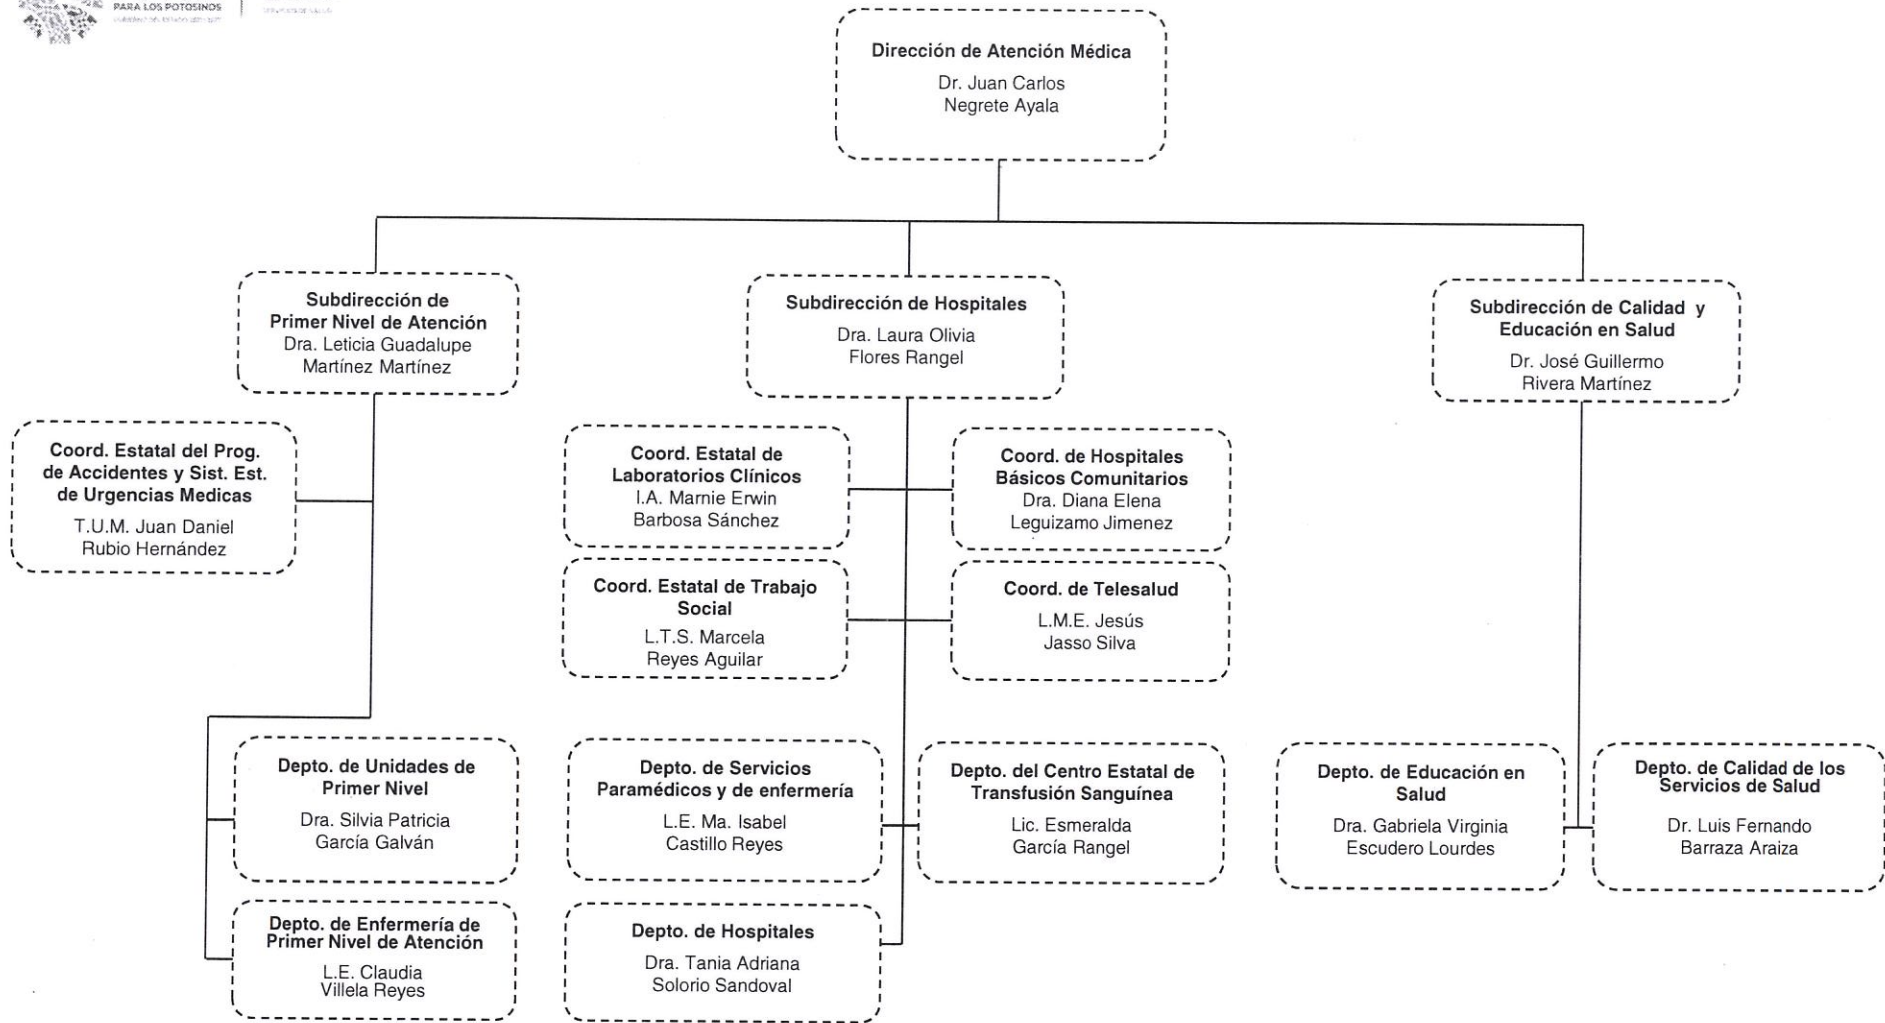 PARA LOS POTOSINOS
Dirección de Atención Médica
Dr. Juan Carlos
Negrete Ayala
Subdirección de
Primer Nivel de Atención
Dra. Leticia Guadalupe
Martínez Martínez
Subdirección de Hospitales
Dra. Laura Olivia
Flores Rangel
Subdirección de Calidad y
Educación en Salud
Dr. José Guillermo
Rivera Martínez
Coord. Estatal del Prog.
de Accidentes y Sist. Est.
de Urgencias Medicas
T.U.M. Juan Daniel
Rubio Hernández
Coord. Estatal de
Laboratorios Clínicos
I.A. Marnie Erwin
Barbosa Sánchez
Coord. de Hospitales
Básicos Comunitarios
Dra. Diana Elena
Leguizamo Jimenez
Coord. Estatal de Trabajo
Social
L.T.S. Marcela
Reyes Aguilar
Coord. de Telesalud
L.M.E. Jesús
Jasso Silva
Depto. de Unidades de
Primer Nivel
Dra. Silvia Patricia
García Galván
Depto. de Servicios
Paramédicos y de enfermería
L.E. Ma. Isabel
Castillo Reyes
Depto. del Centro Estatal de
Transfusión Sanguínea
Lic. Esmeralda
García Rangel
Depto. de Educación en
Salud
Dra. Gabriela Virginia
Escudero Lourdes
Depto. de Calidad de los
Servicios de Salud
Dr. Luis Fernando
Barraza Araiza
Depto. de Enfermería de
Primer Nivel de Atención
L.E. Claudia
Villela Reyes
Depto. de Hospitales
Dra. Tania Adriana
Solorio Sandoval